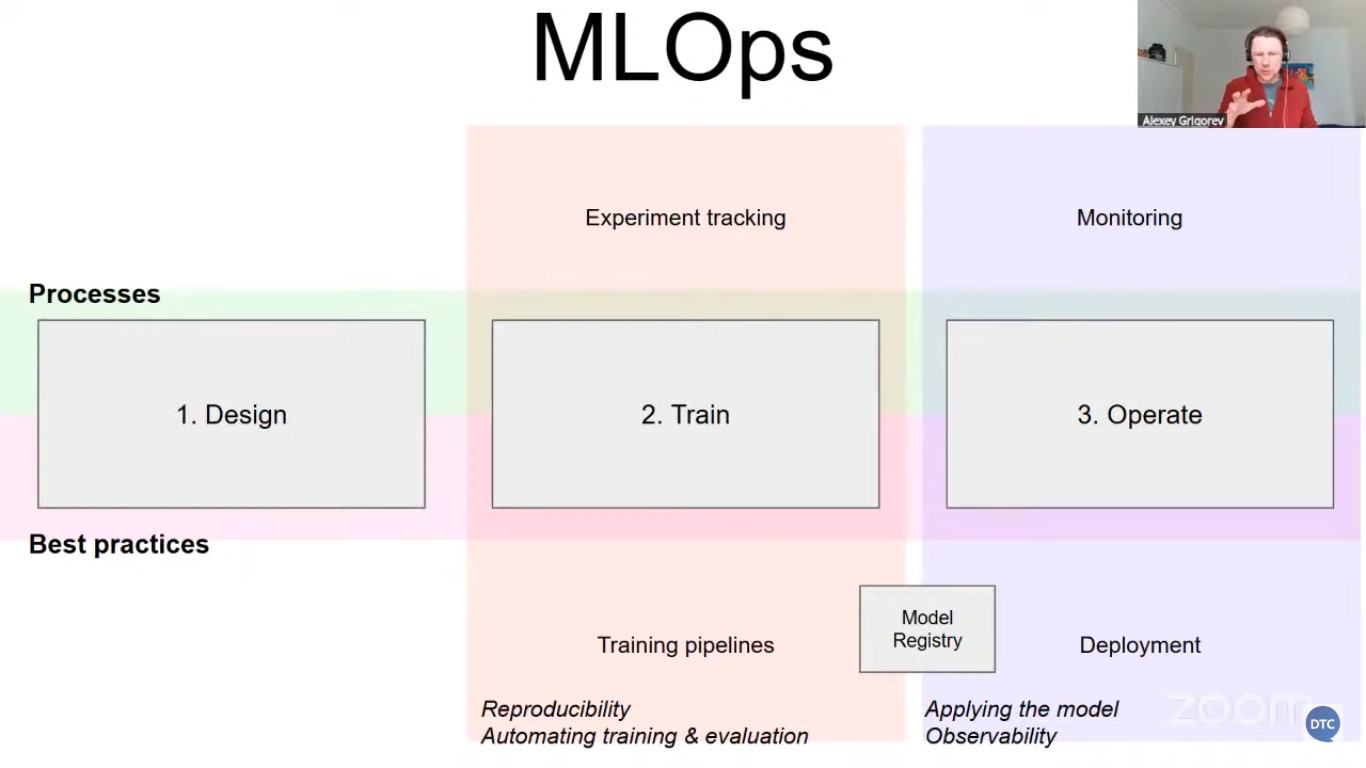 MLOps
Alexey Grigorev
Experiment tracking
Monitoring
Processes
1. Design
2. Train
3. Operate
Best practices
Model
Registry
Training pipelines
Deployment
Reproducibility
Automating training & evaluation
Applying the model
Observability
zoom
DTC